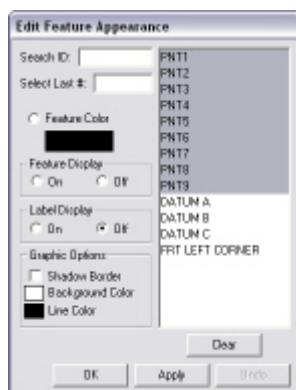 Edit Feature Appearance
Search ID:
Select Last #:
Feature Color
Feature Display
On Off
Label Display
On Off
Graphic Options
Shadow Border
Background Color
Line Color
PNT1
PNT2
PNT3
PNT4
PNT5
PNT6
PNT7
PNT8
PNT9
DATUM A
DATUM B
DATUM C
FRT LEFT CORNER
Clear
OK Apply Undo